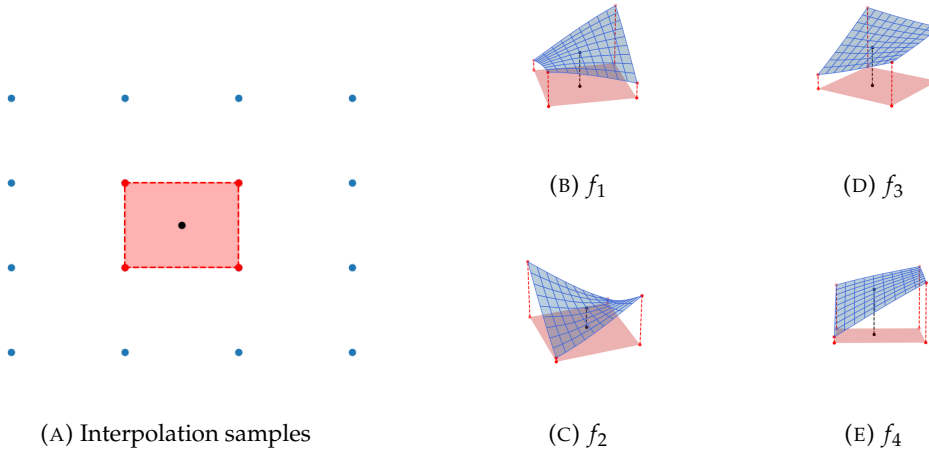 (B) f₁
(D) f₃
(A) Interpolation samples
(C) f₂
(E) f₄